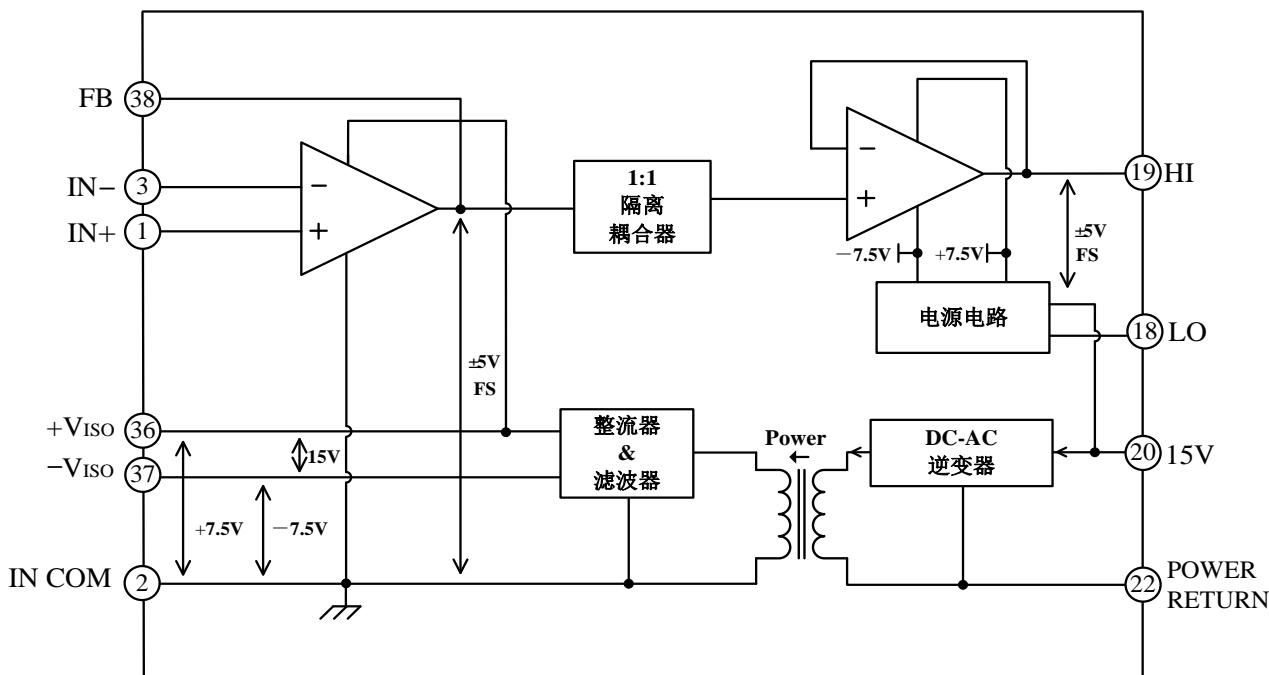 FB
38
IN−
3
IN+
1
−
+
1:1
隔离
耦合器
−
+
19
HI
±5V
FS
−7.5V
+7.5V
电源电路
18
LO
±5V
FS
+VISO
36
−VISO
37
15V
整流器
&
滤波器
Power
DC-AC
逆变器
20
15V
+7.5V
−7.5V
IN COM
2
22
POWER
RETURN